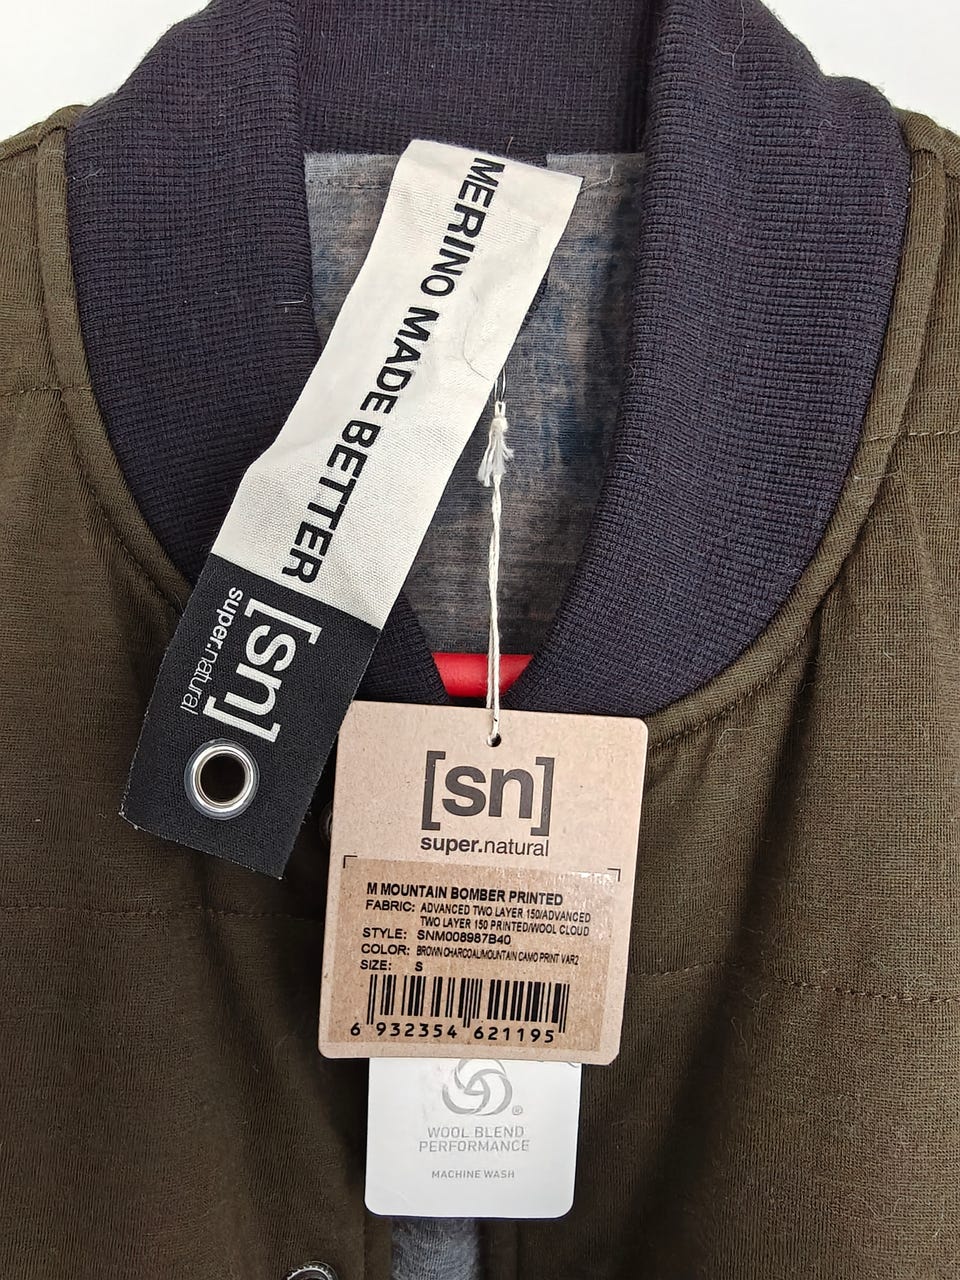 MERINO MADE BETTER
[sn]
super.natural
[sn]
super.natural
M MOUNTAIN BOMBER PRINTED
FABRIC: ADVANCED TWO LAYER 150/ADVANCED
TWO LAYER 150 PRINTED/WOOL CLOUD
STYLE: SNM008987B40
COLOR: BROWN CHARCOAL/MOUNTAIN CAMO PRINT VAR2
SIZE: S
6 932354 621195
WOOL BLEND
PERFORMANCE
MACHINE WASH